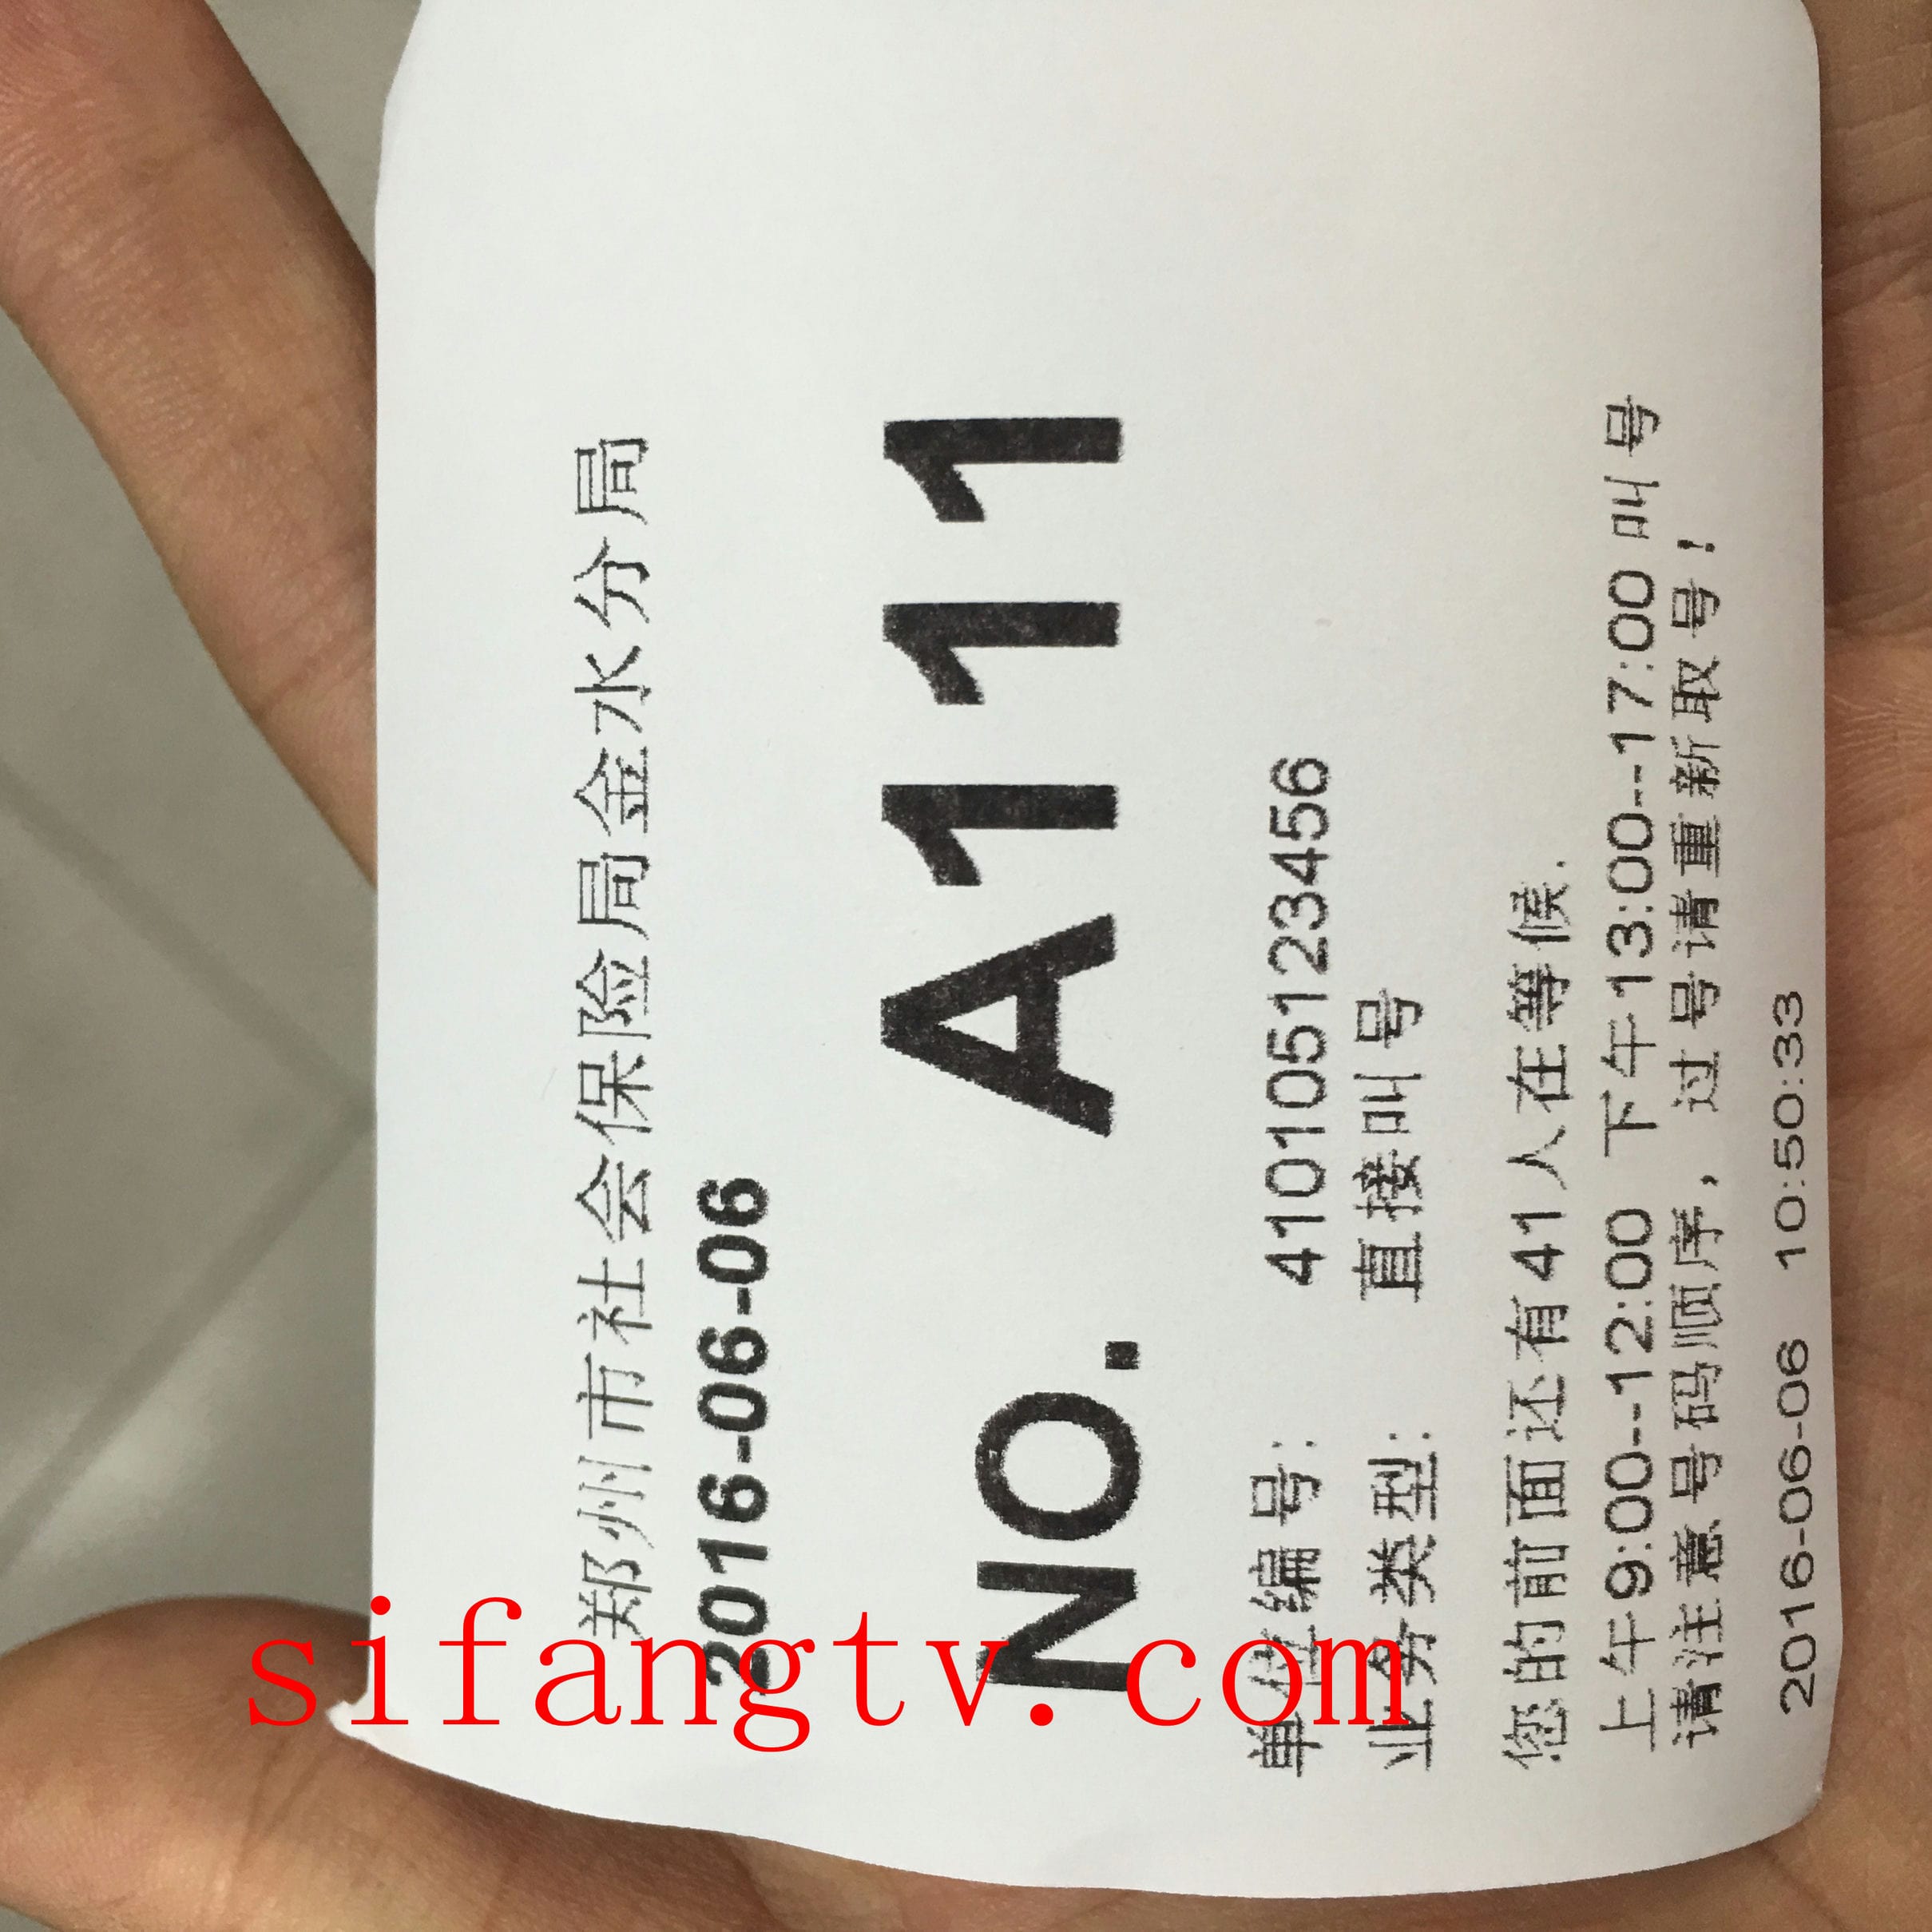 郑州市社会保险局金水分局
2016-06-06
NO. A111
单位编号: 410105123456
业务类型: 直接叫号
您的前面还有41人在等候.
上午9:00--12:00 下午13:00--17:00 叫号
请注意号码顺序，过号请重新取号！
2016-06-06 10:50:33
sifangtv.com